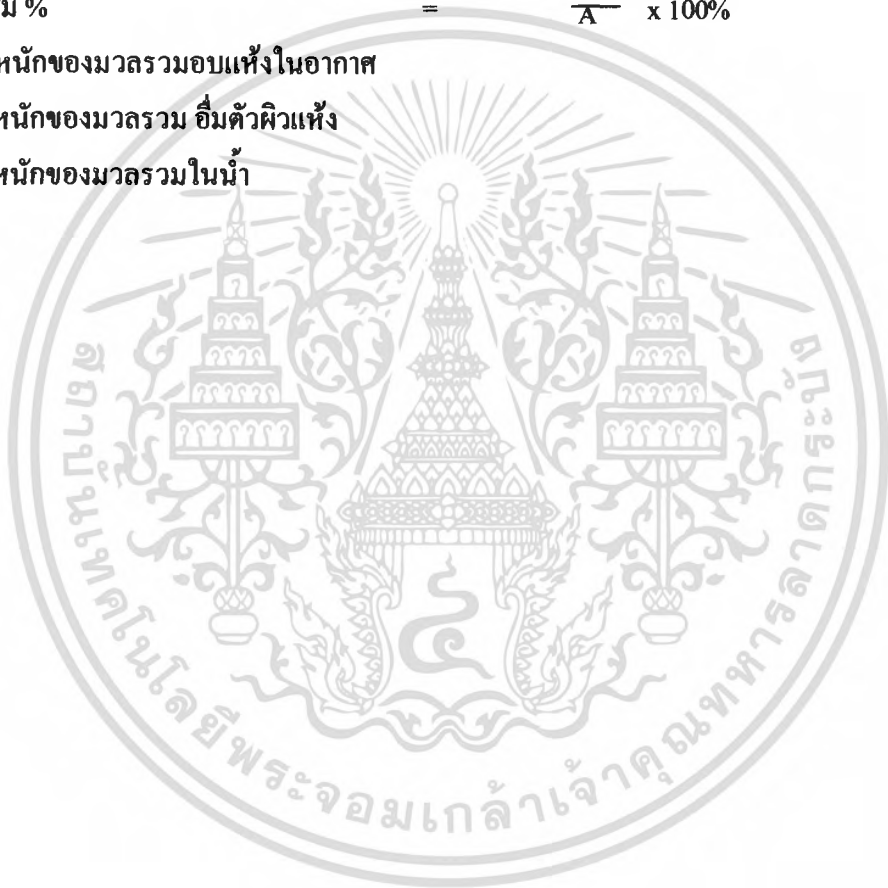 ม % = A x 100%
หนักของมวลรวมอบแห้งในอากาศ
หนักของมวลรวม อิ่มตัวผิวแห้ง
หนักของมวลรวมในน้ำ
สถาบันเทคโนโลยีพระจอมเกล้าเจ้าคุณทหารลาดกระบัง